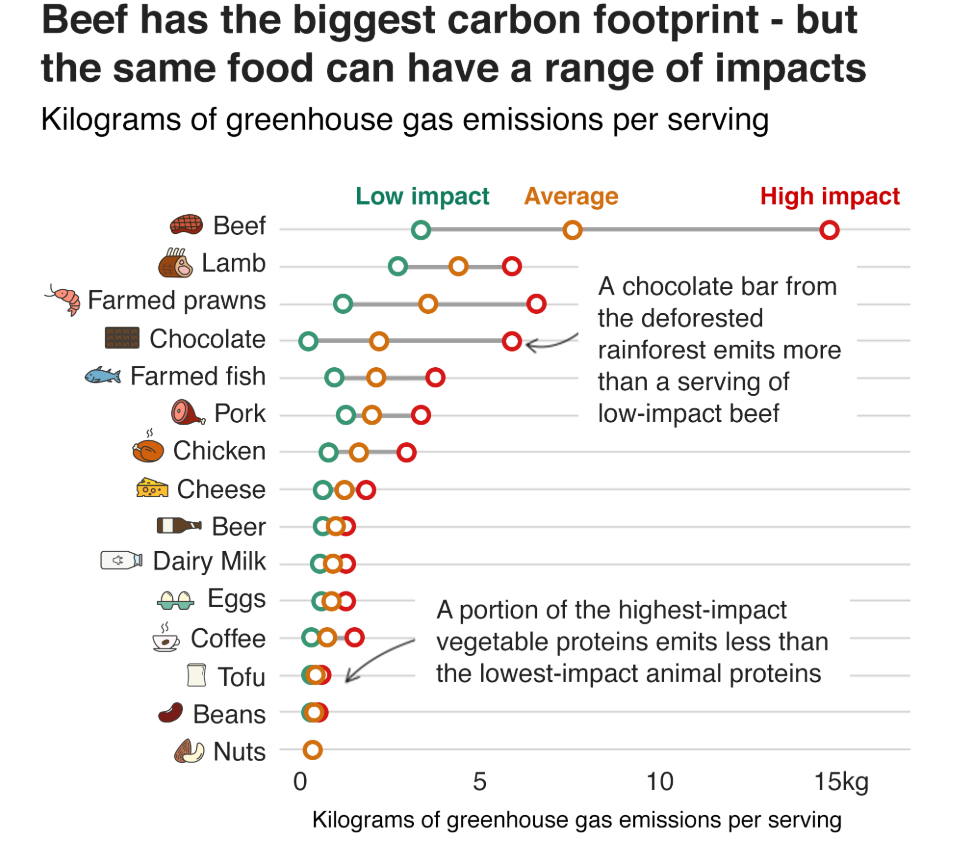 Beef has the biggest carbon footprint - but
the same food can have a range of impacts
Kilograms of greenhouse gas emissions per serving
Low impact Average High impact
Beef
Lamb
Farmed prawns
Chocolate
Farmed fish
Pork
Chicken
Cheese
Beer
Dairy Milk
Eggs
Coffee
Tofu
Beans
Nuts
A chocolate bar from
the deforested
rainforest emits more
than a serving of
low-impact beef
A portion of the highest-impact
vegetable proteins emits less than
the lowest-impact animal proteins
0 5 10 15kg
Kilograms of greenhouse gas emissions per serving